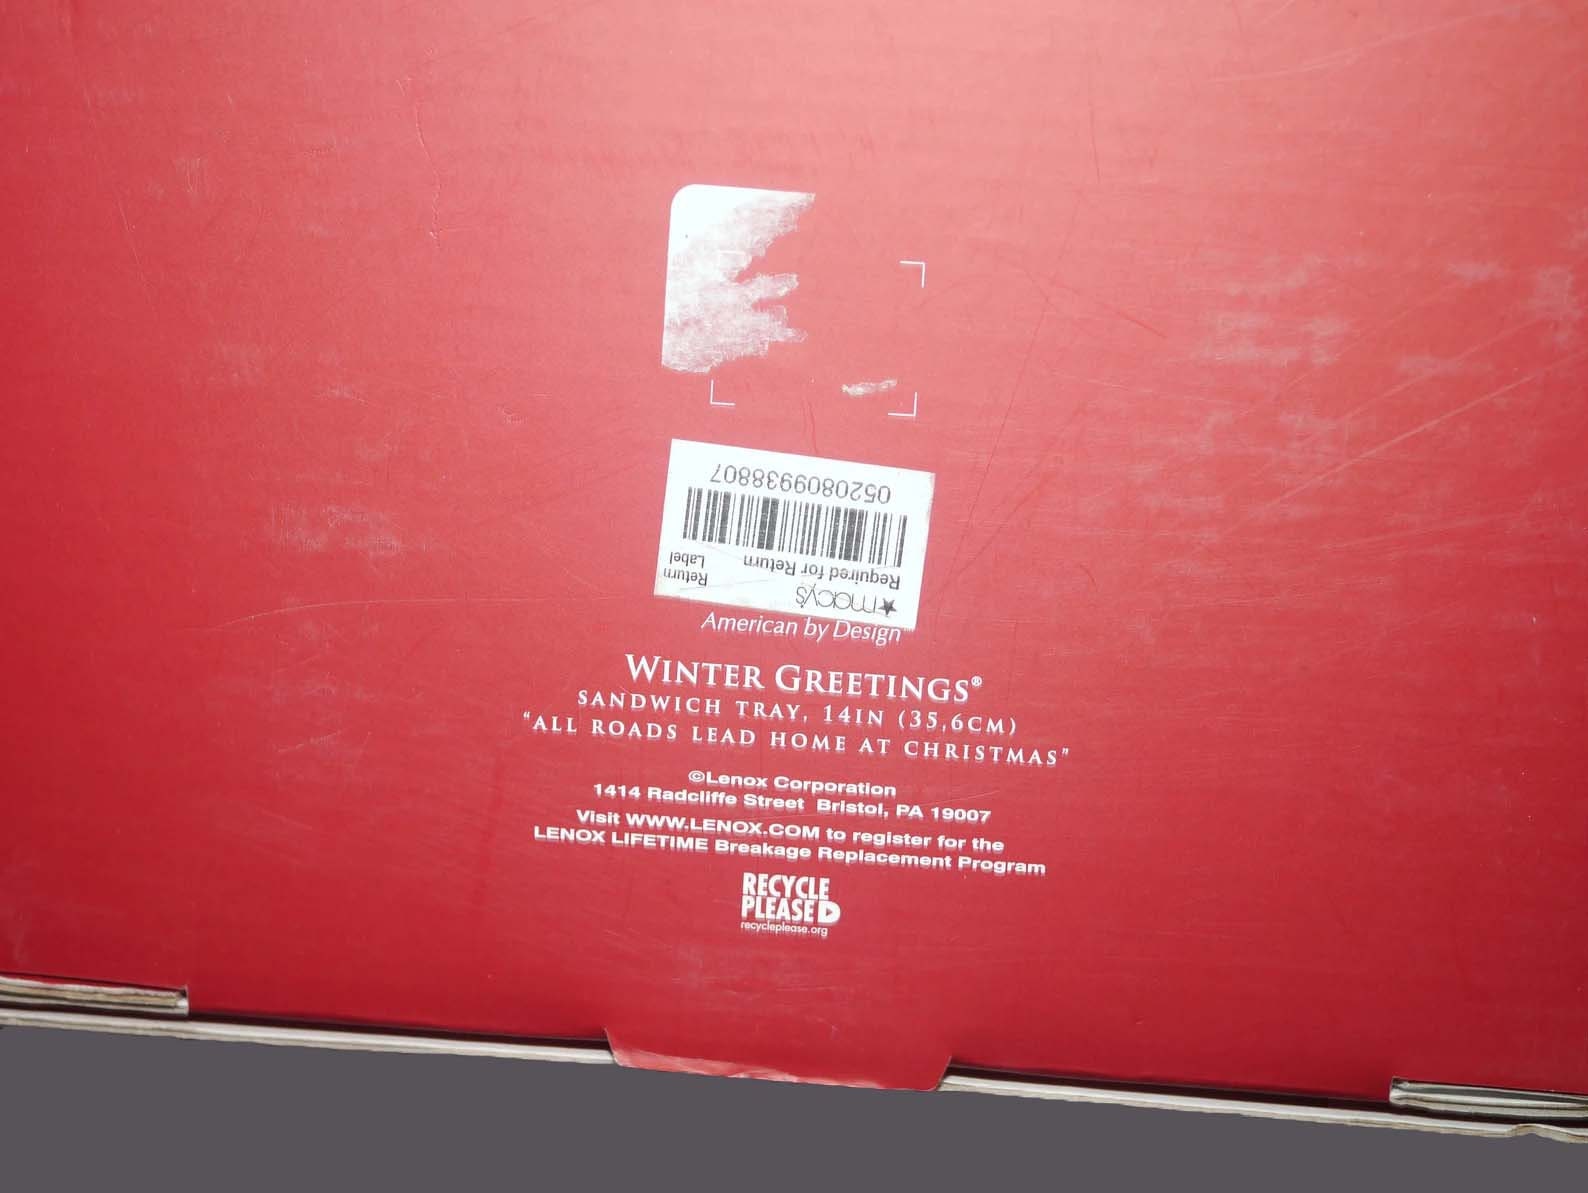 0520809938807
Required for Return
Return
Label
★macy's
American by Design
WINTER GREETINGS®
SANDWICH TRAY, 14IN (35,6CM)
"ALL ROADS LEAD HOME AT CHRISTMAS"
©Lenox Corporation
1414 Radcliffe Street Bristol, PA 19007
Visit WWW.LENOX.COM to register for the
LENOX LIFETIME Breakage Replacement Program
RECYCLE
PLEASE
recycleplease.org